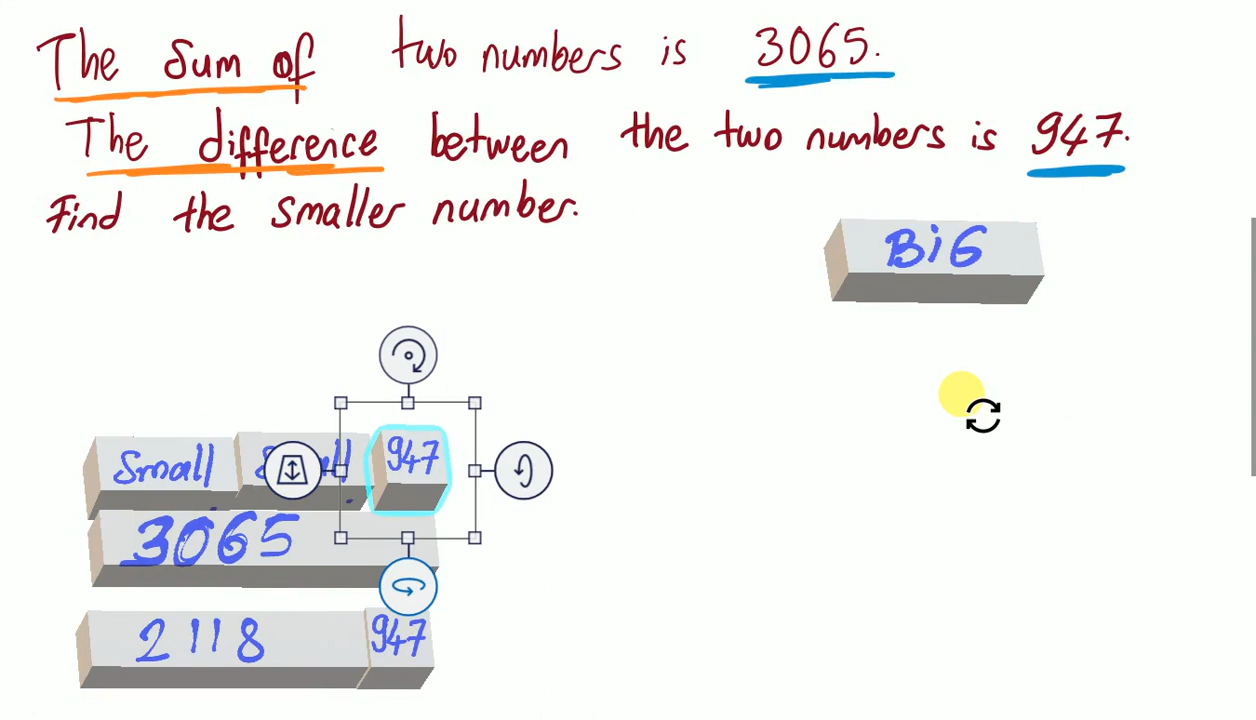 The Sum of two numbers is 3065.
The difference between the two numbers is 947.
Find the smaller number.
BiG
Small 947
3065
2118 947